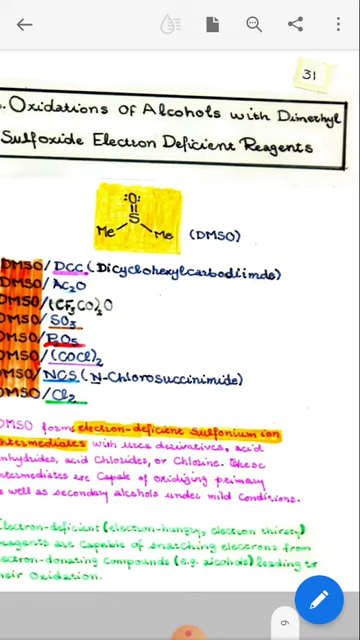 31
. Oxidations Of Alcohols with Dimethyl
Sulfoxide Electron Deficient Reagents
:O:
S
Me Me (DMSO)
DMSO/DCC (Dicyclohexylcarbodiimde)
DMSO/Ac₂O
DMSO/(CF₃CO)₂O
DMSO/SO₃
DMSO/P₂O₅
DMSO/(COCl)₂
DMSO/NCS (N-Chlorosuccinimide)
DMSO/Cl₂
DMSO forms electron-deficient sulfonium ion
intermediates with urea derivatives, acid
anhydrides, acid chlorides, or chlorine. These
intermediates are capable of oxidizing primary
as well as secondary alcohols under mild conditions.
Electron-deficient (electron-hungry, electron thirsty)
reagents are capable of snatching electrons from
electron-donating compounds (e.g. alcohols) leading to
their Oxidation.
6